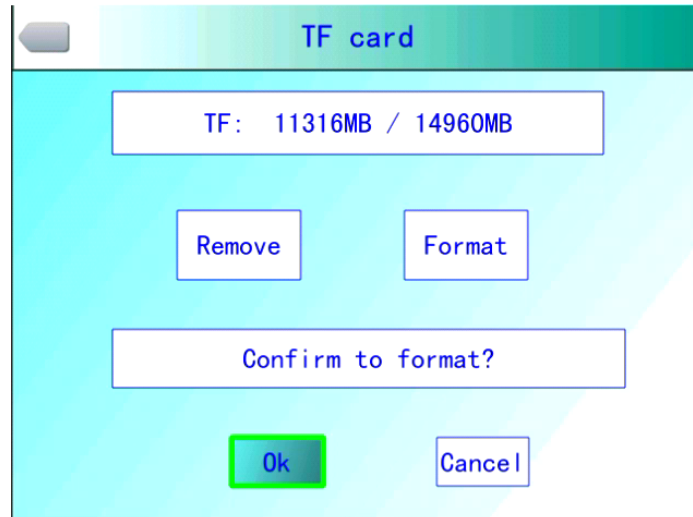 TF card
TF: 11316MB / 14960MB
Remove Format
Confirm to format?
Ok Cancel